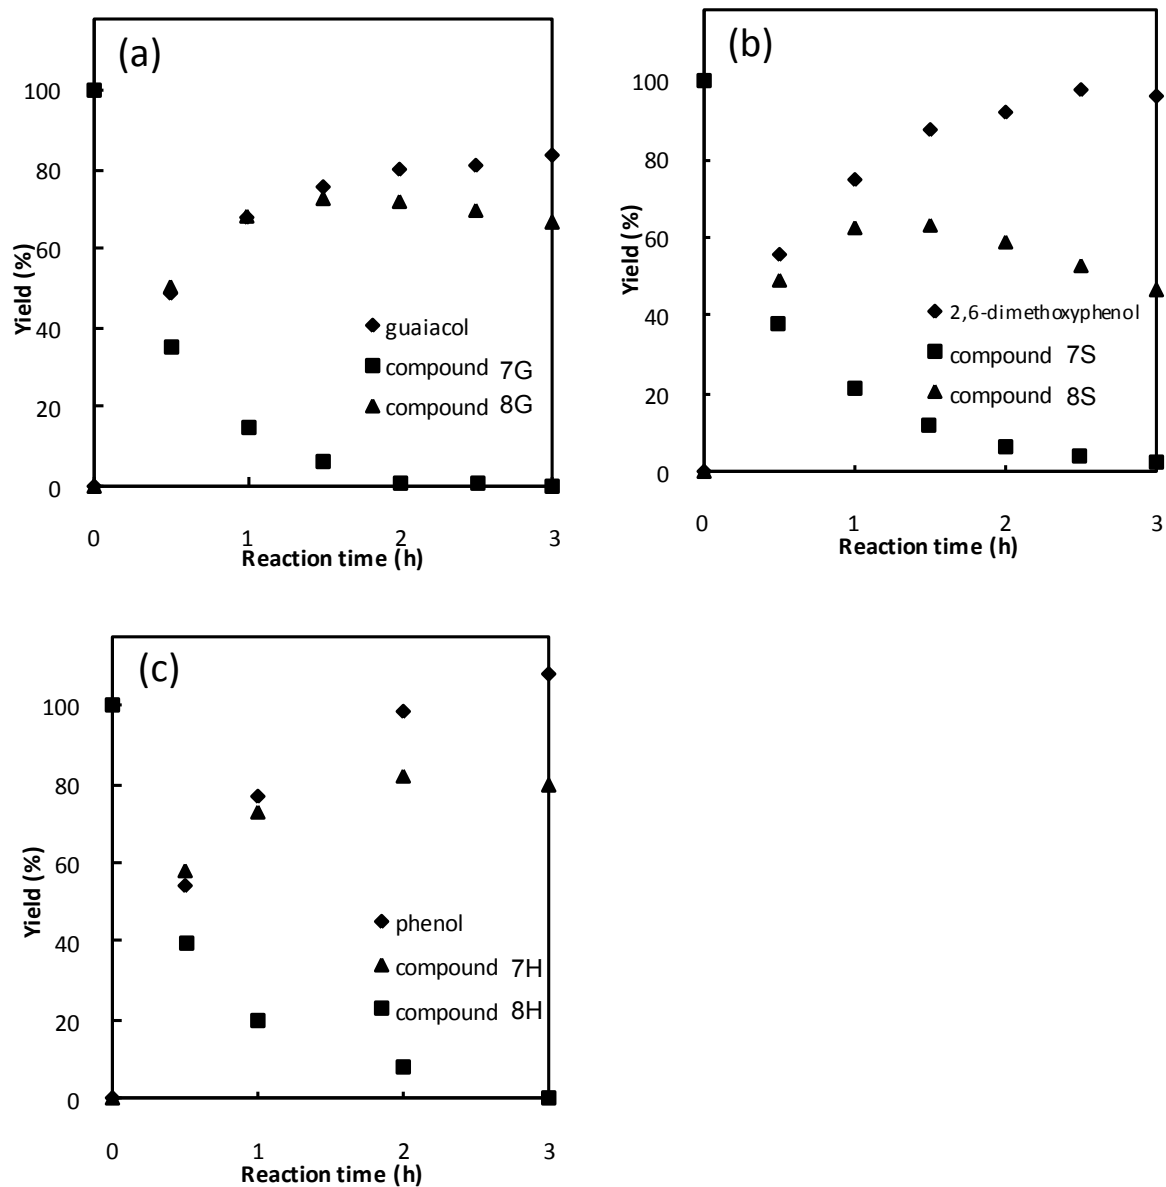 (a)
100
80
60
40
20
0
Yield (%)
guaiacol
compound 7G
compound 8G
0 1 2 3
Reaction time (h)
(b)
100
80
60
40
20
0
Yield (%)
2,6-dimethoxyphenol
compound 7S
compound 8S
0 1 2 3
Reaction time (h)
(c)
100
80
60
40
20
0
Yield (%)
phenol
compound 7H
compound 8H
0 1 2 3
Reaction time (h)